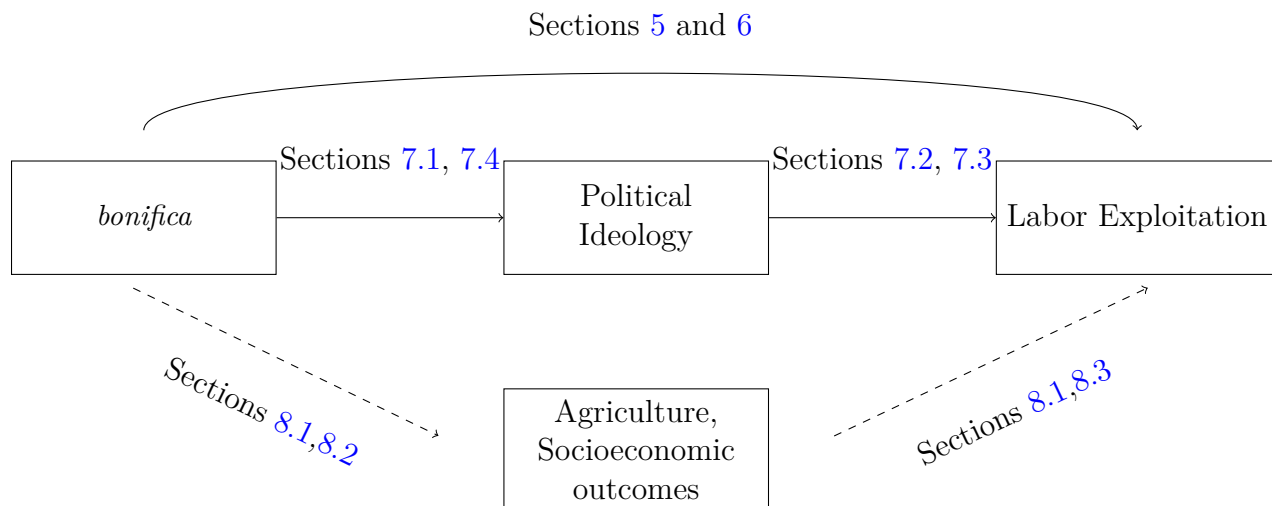 Sections 5 and 6
Sections 7.1, 7.4
Sections 7.2, 7.3
bonifica
Political
Ideology
Labor Exploitation
Sections 8.1,8.2
Agriculture,
Socioeconomic
outcomes
Sections 8.1,8.3